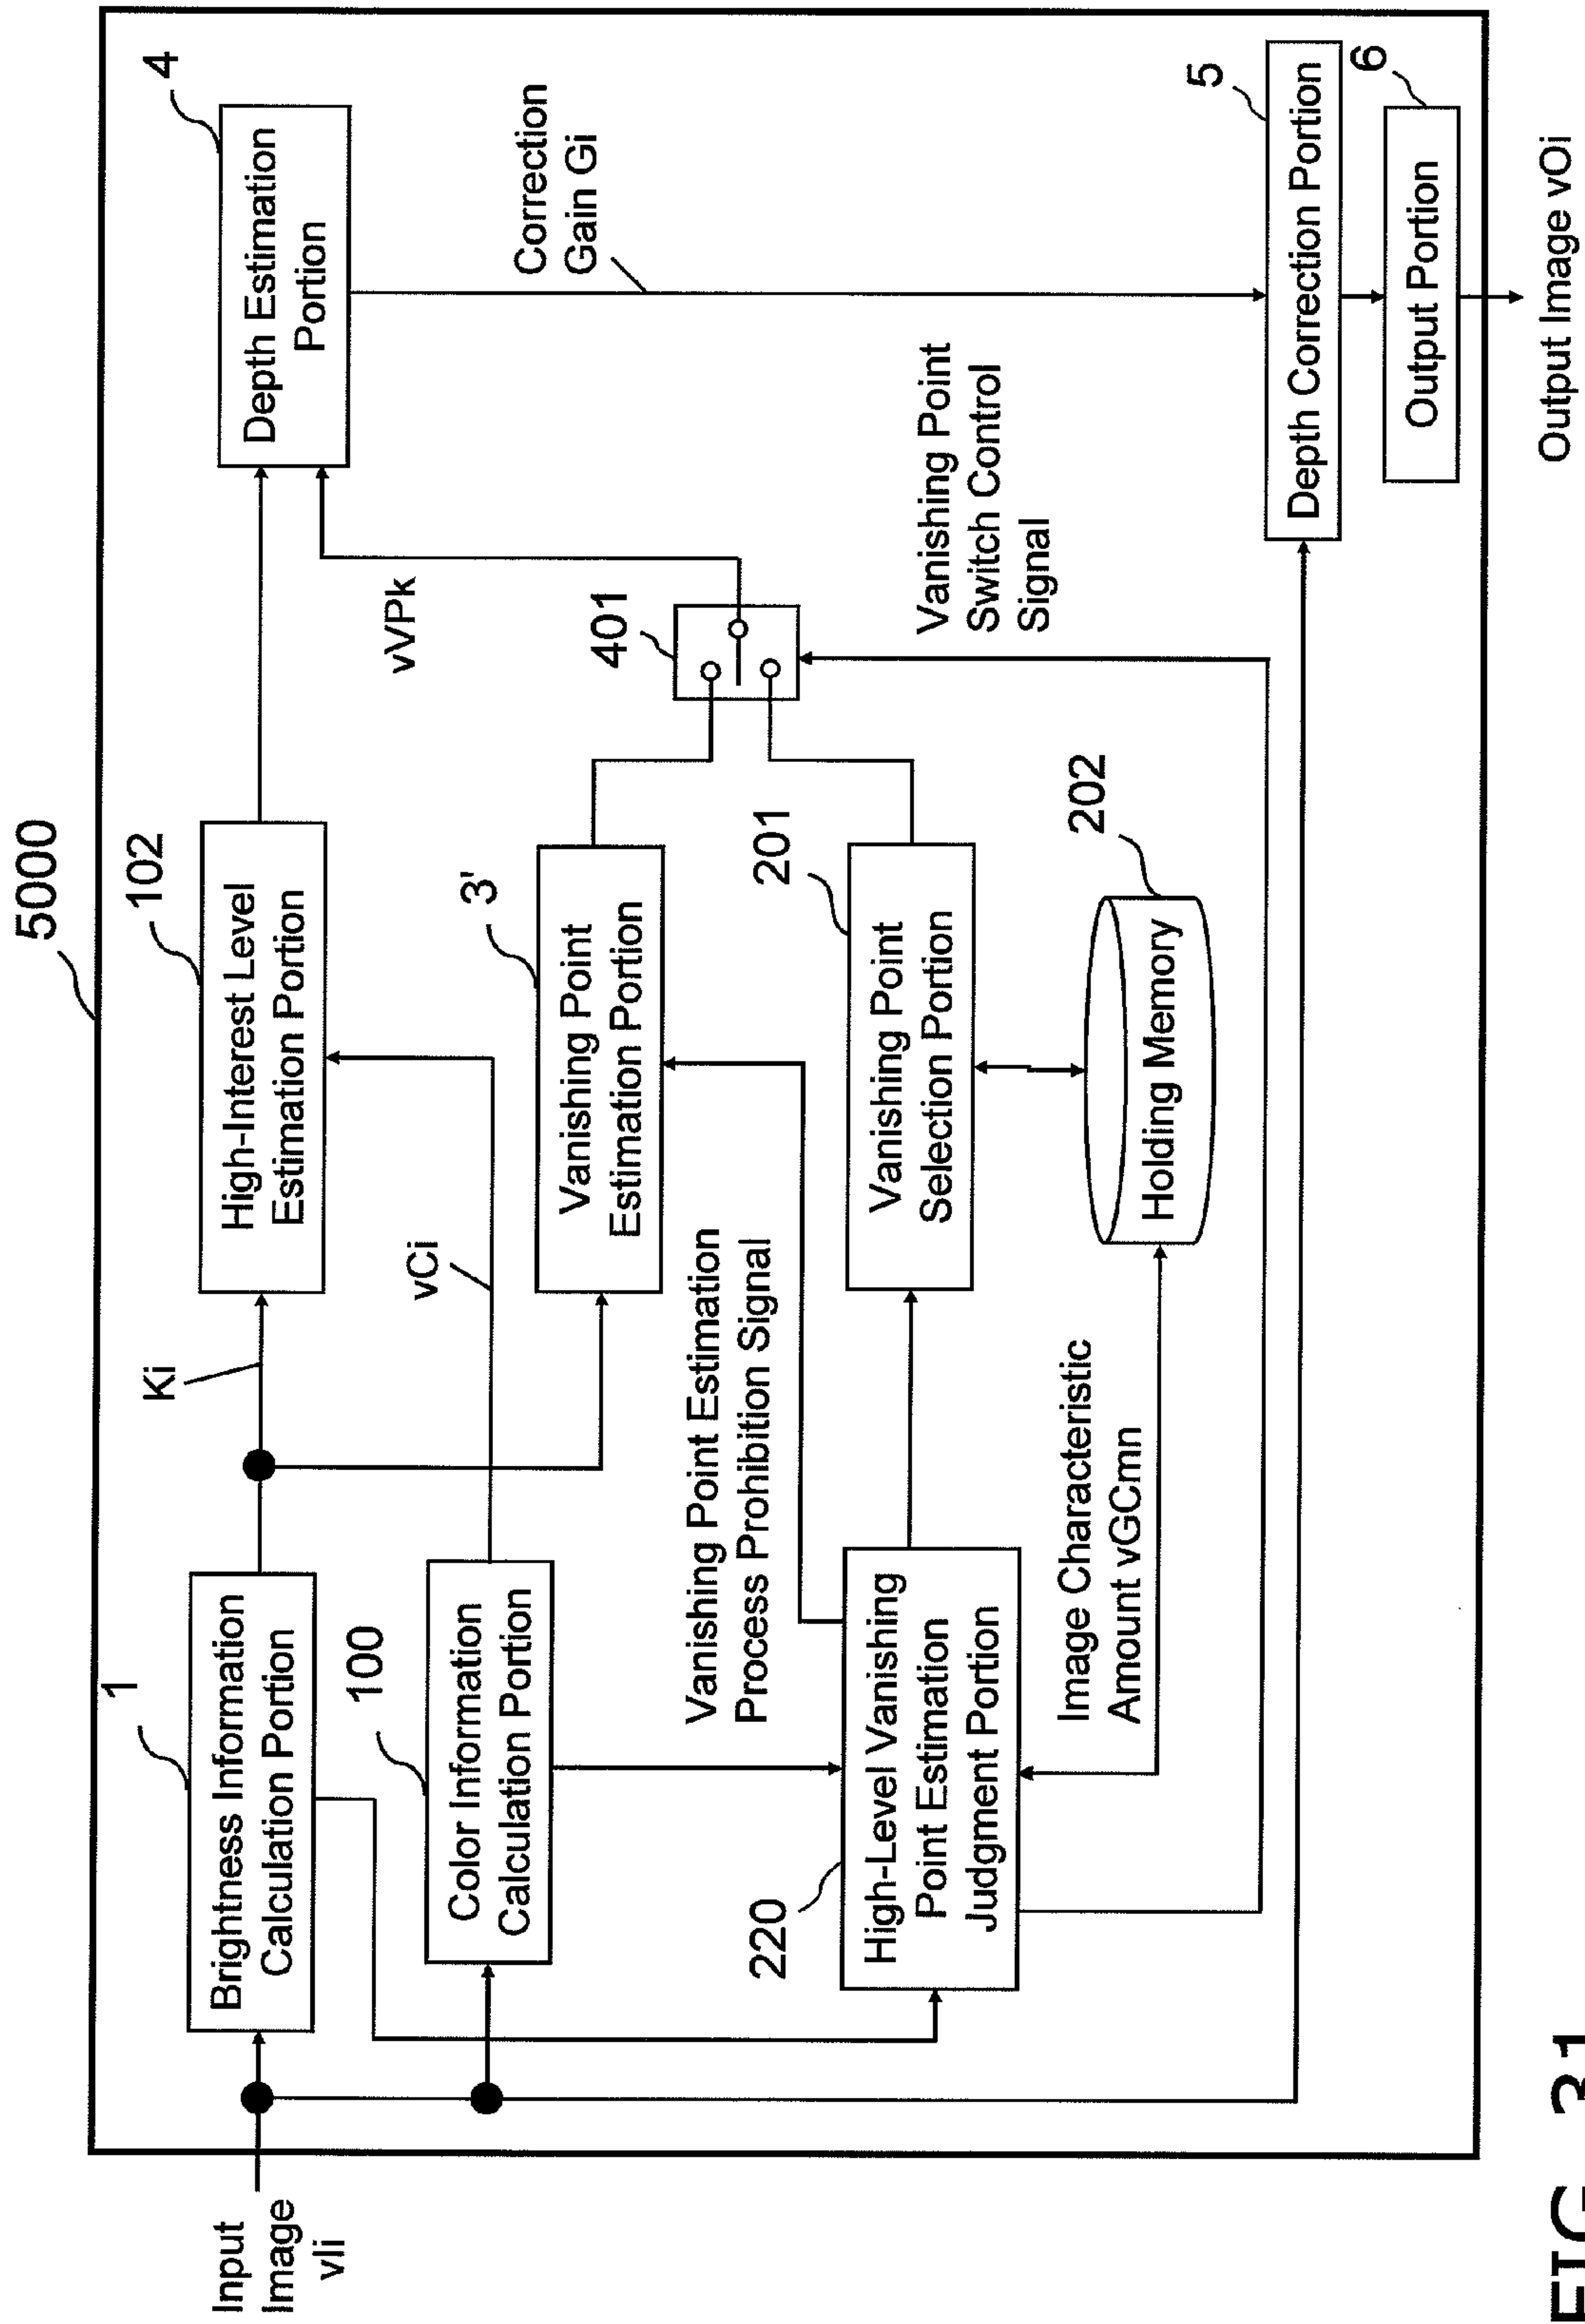 5000
Input
Image
vIi
1
Brightness Information
Calculation Portion
Ki
102
High-Interest Level
Estimation Portion
4
Depth Estimation
Portion
100
Color Information
Calculation Portion
vCi
3'
Vanishing Point
Estimation Portion
vVPk
401
Correction
Gain Gi
Vanishing Point Estimation
Process Prohibition Signal
220
High-Level Vanishing
Point Estimation
Judgment Portion
201
Vanishing Point
Selection Portion
Vanishing Point
Switch Control
Signal
Image Characteristic
Amount vGCmn
202
Holding Memory
5
Depth Correction Portion
6
Output Portion
Output Image vOi
FIG. 31